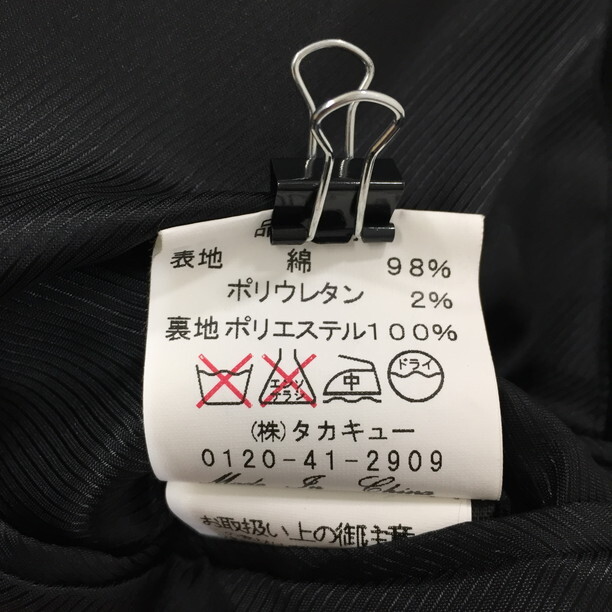 品
表地 綿 98%
ポリウレタン 2%
裏地 ポリエステル100%
エンソ
サラシ 中 ドライ
(株) タカキュー
0120-41-2909
Made In China
お取扱い上の御注意